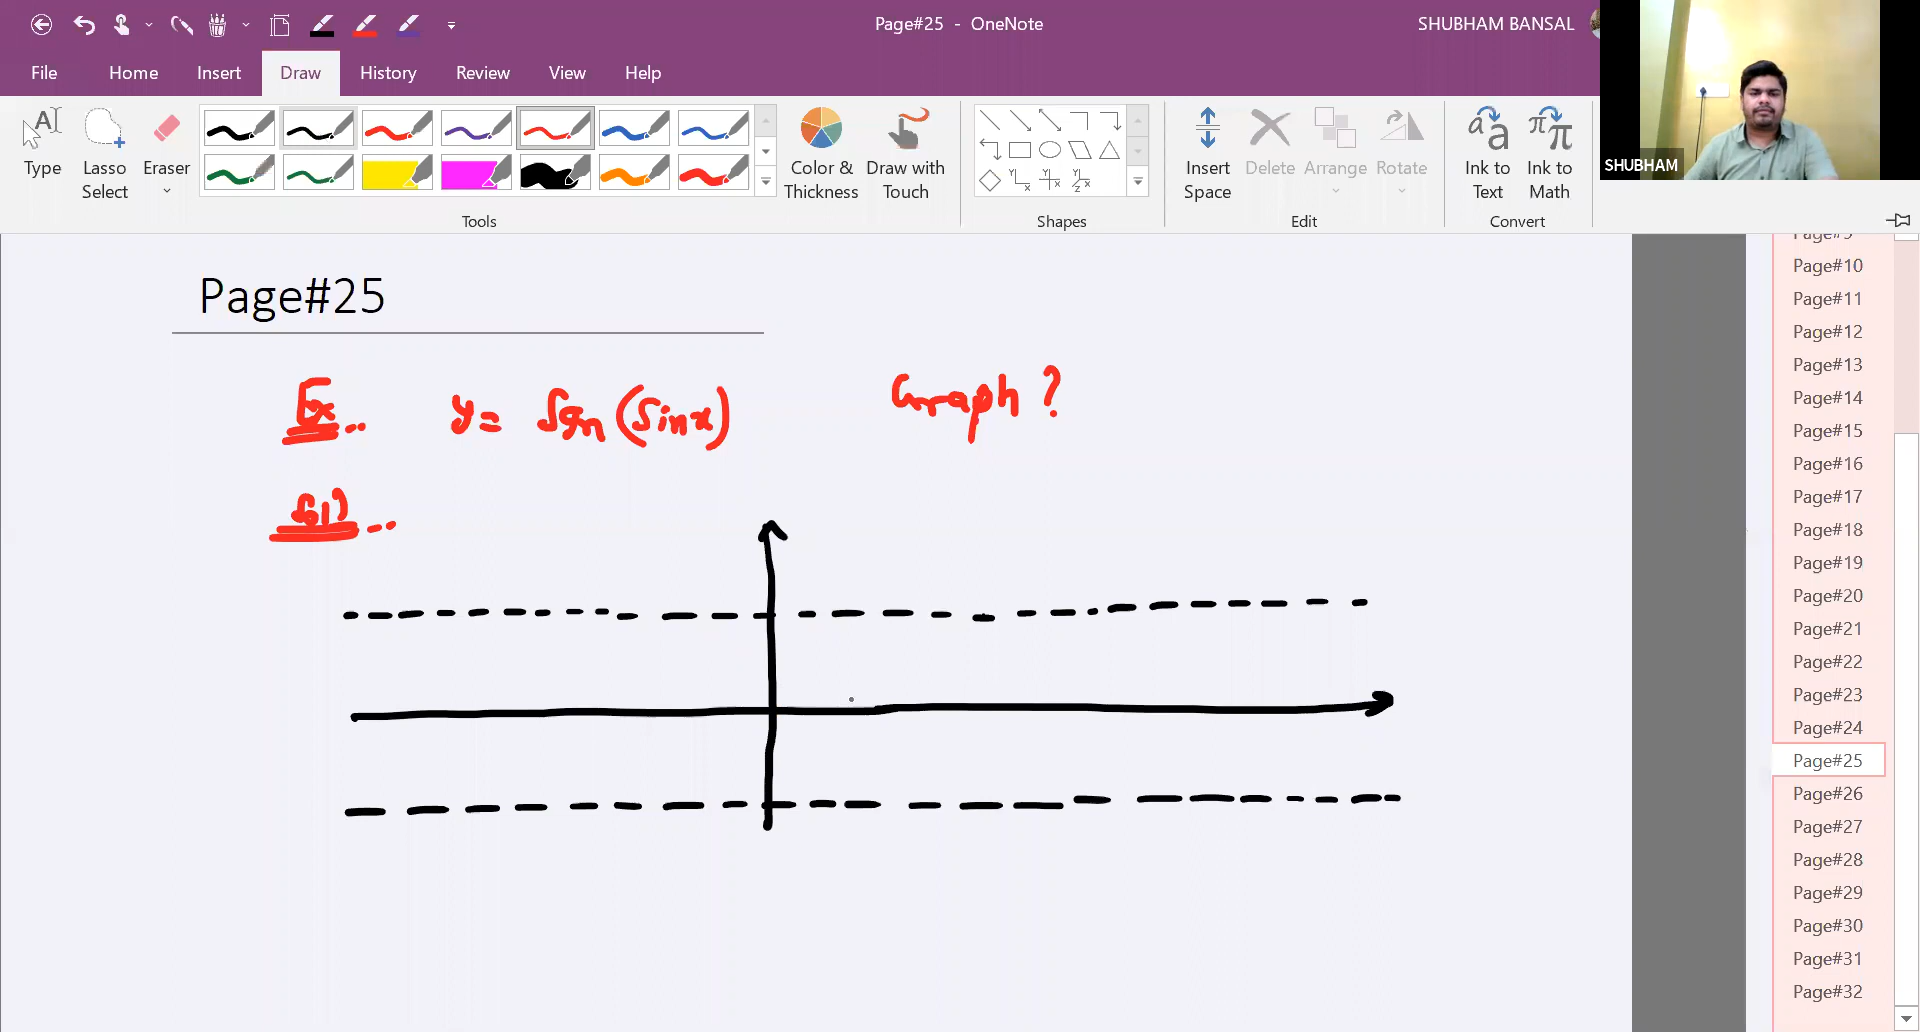 Page#25 - OneNote
SHUBHAM BANSAL
File Home Insert Draw History Review View Help
Type
Lasso Select
Eraser
Color & Thickness
Draw with Touch
Insert Space
Delete
Arrange
Rotate
Ink to Text
Ink to Math
SHUBHAM
Tools
Shapes
Edit
Convert
Page#25
Ex.. y = Sgn (Sinx) Graph ?
Sol) ..
Page#9
Page#10
Page#11
Page#12
Page#13
Page#14
Page#15
Page#16
Page#17
Page#18
Page#19
Page#20
Page#21
Page#22
Page#23
Page#24
Page#25
Page#26
Page#27
Page#28
Page#29
Page#30
Page#31
Page#32